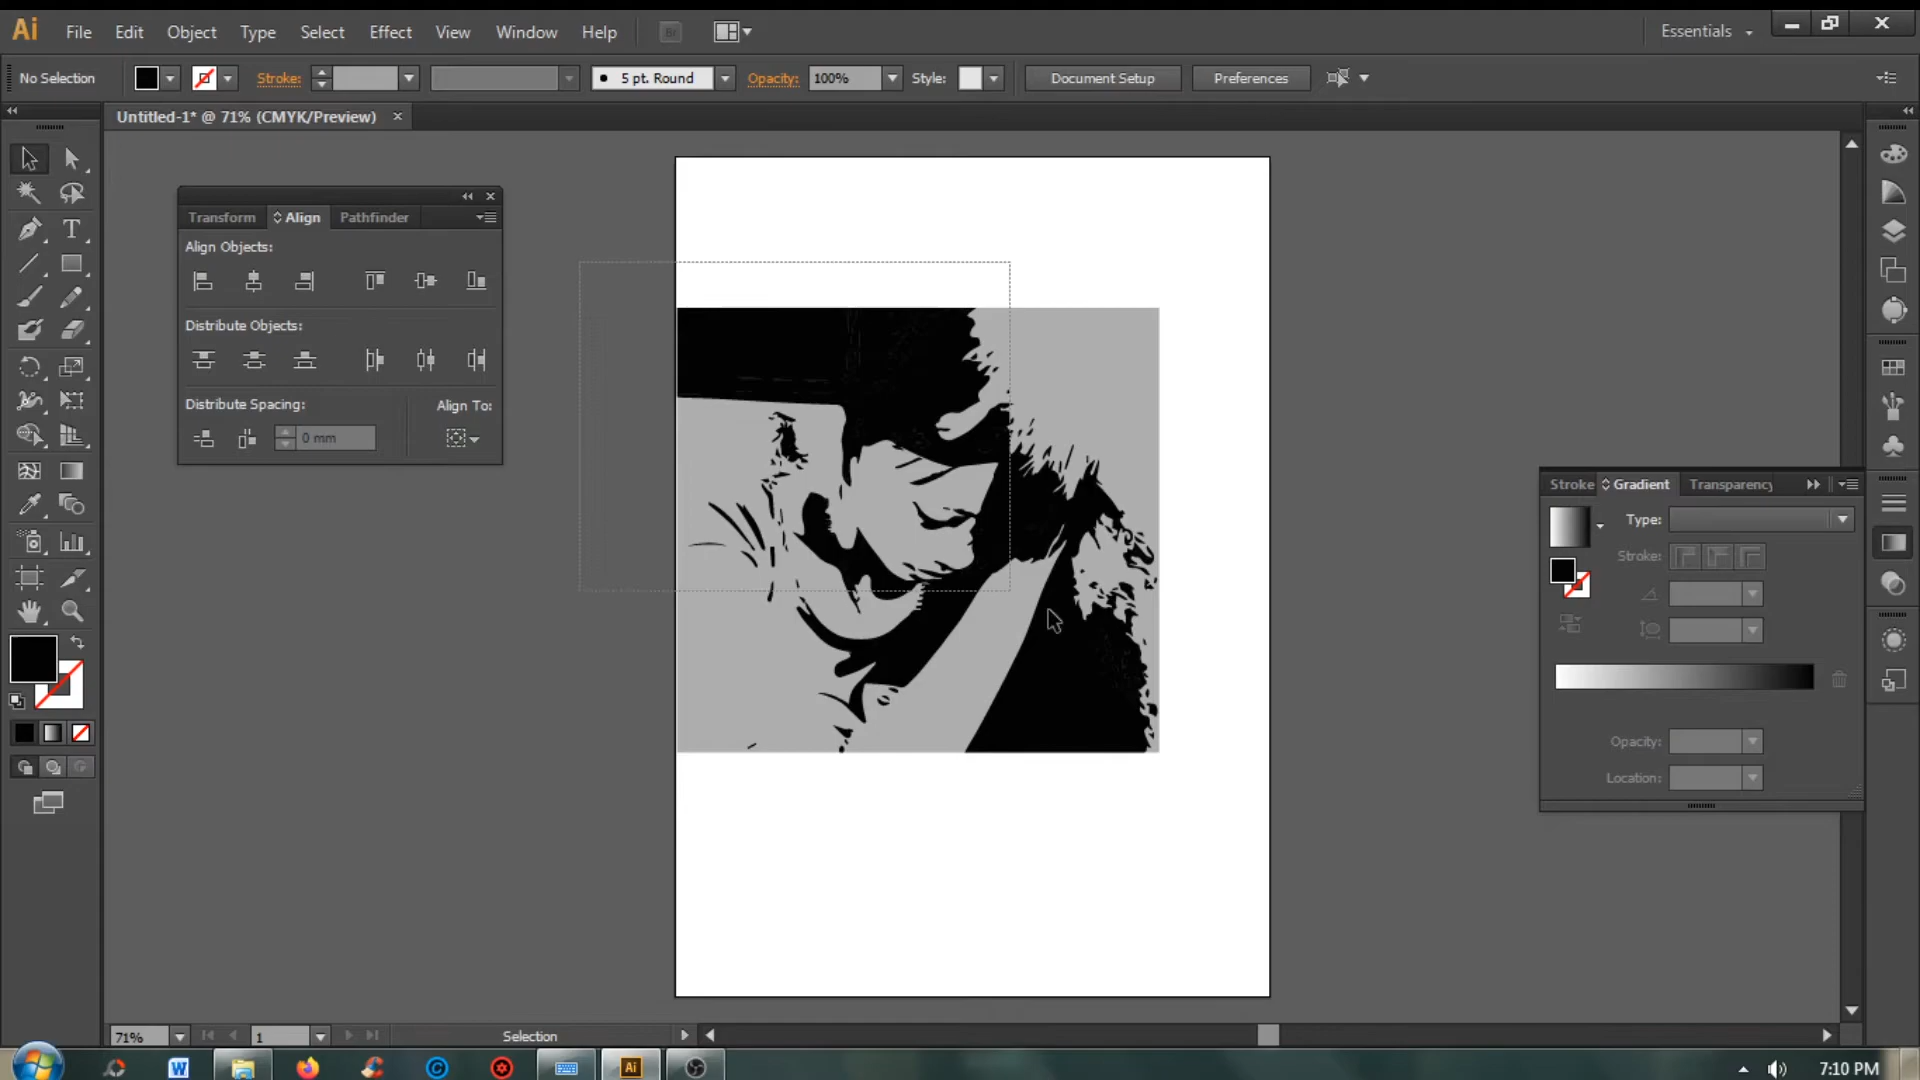 Ai File Edit Object Type Select Effect View Window Help Br Essentials
No Selection Stroke: 5 pt. Round Opacity: 100% Style: Document Setup Preferences
Untitled-1* @ 71% (CMYK/Preview)
Transform Align Pathfinder
Align Objects:
Distribute Objects:
Distribute Spacing: Align To:
0 mm
Stroke Gradient Transparency
Type:
Stroke:
Opacity:
Location:
71% 1 Selection
W Ai 7:10 PM